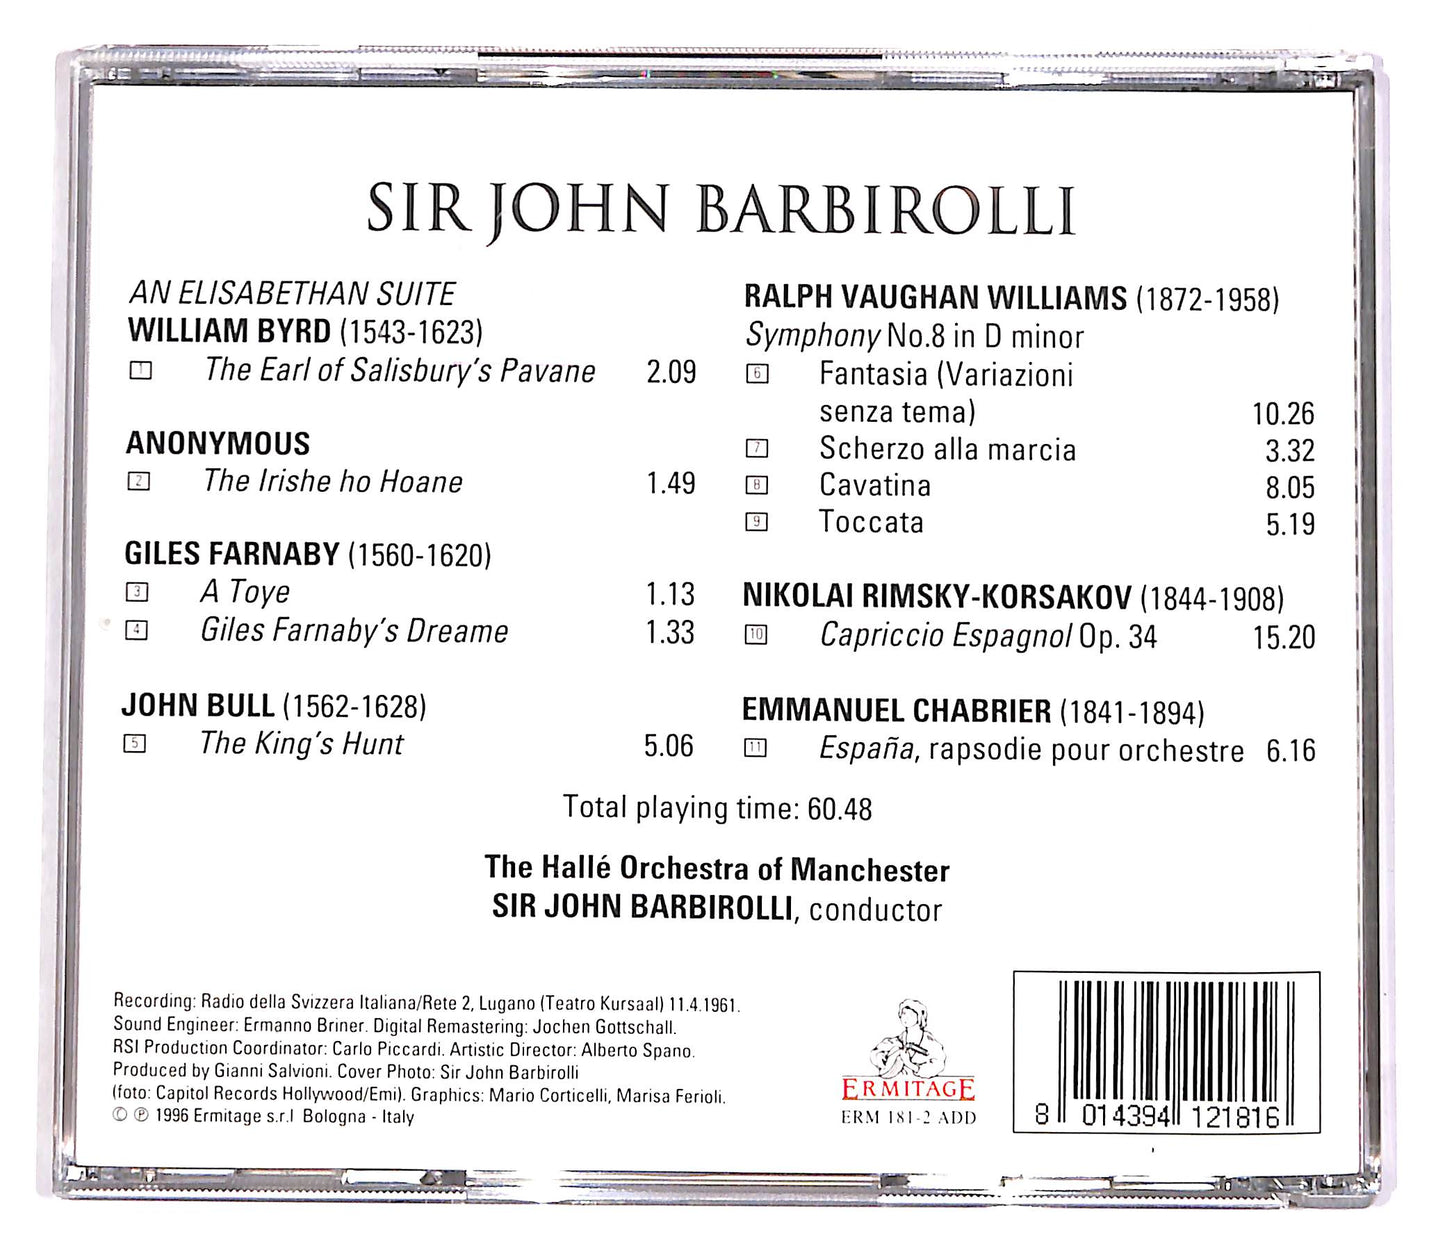 SIR JOHN BARBIROLLI
AN ELISABETHAN SUITE
WILLIAM BYRD (1543-1623)
1 The Earl of Salisbury's Pavane 2.09
ANONYMOUS
2 The Irishe ho Hoane 1.49
GILES FARNABY (1560-1620)
3 A Toye 1.13
4 Giles Farnaby's Dreame 1.33
JOHN BULL (1562-1628)
5 The King's Hunt 5.06
RALPH VAUGHAN WILLIAMS (1872-1958)
Symphony No.8 in D minor
6 Fantasia (Variazioni
senza tema) 10.26
7 Scherzo alla marcia 3.32
8 Cavatina 8.05
9 Toccata 5.19
NIKOLAI RIMSKY-KORSAKOV (1844-1908)
10 Capriccio Espagnol Op. 34 15.20
EMMANUEL CHABRIER (1841-1894)
11 España, rapsodie pour orchestre 6.16
Total playing time: 60.48
The Hallé Orchestra of Manchester
SIR JOHN BARBIROLLI, conductor
Recording: Radio della Svizzera Italiana/Rete 2, Lugano (Teatro Kursaal) 11.4.1961.
Sound Engineer: Ermanno Briner. Digital Remastering: Jochen Gottschall.
RSI Production Coordinator: Carlo Piccardi. Artistic Director: Alberto Spano.
Produced by Gianni Salvioni. Cover Photo: Sir John Barbirolli
(foto: Capitol Records Hollywood/Emi). Graphics: Mario Corticelli, Marisa Ferioli.
© ℗ 1996 Ermitage s.r.l Bologna - Italy
ERMITAGE
ERM 181-2 ADD
8 014394 121816